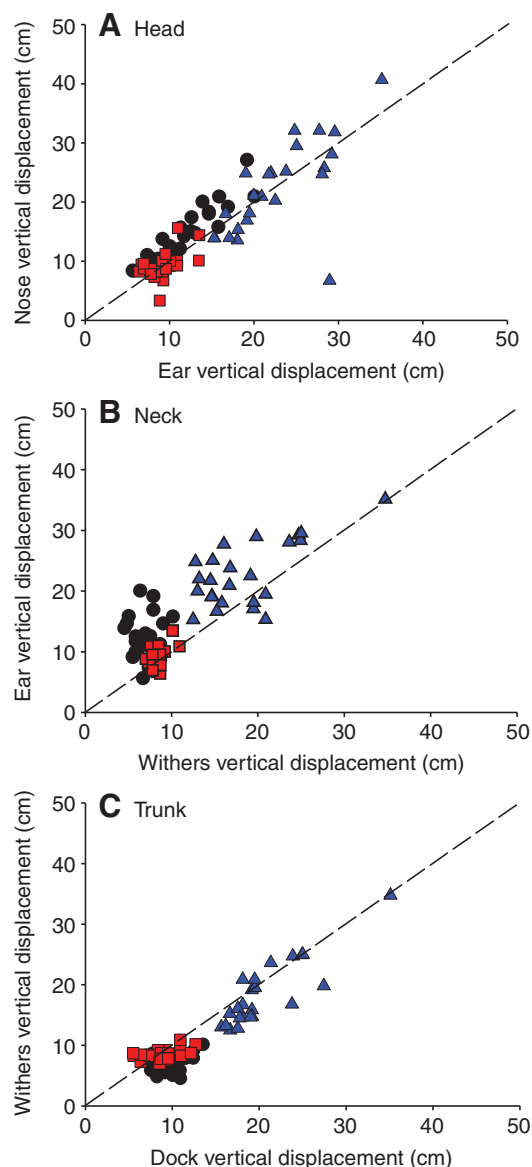 A Head
50
40
30
20
10
0
Nose vertical displacement (cm)
0 10 20 30 40 50
Ear vertical displacement (cm)
B Neck
50
40
30
20
10
0
Ear vertical displacement (cm)
0 10 20 30 40 50
Withers vertical displacement (cm)
C Trunk
50
40
30
20
10
0
Withers vertical displacement (cm)
0 10 20 30 40 50
Dock vertical displacement (cm)